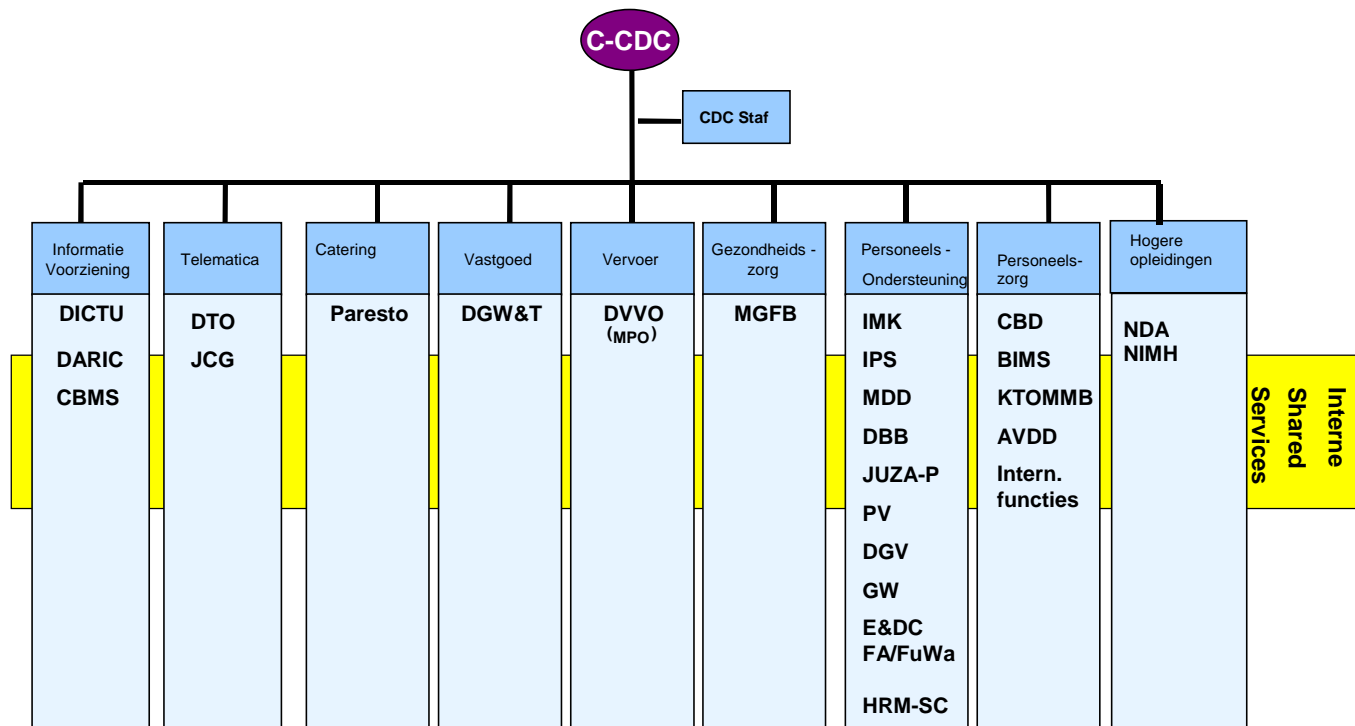 C-CDC
CDC Staf
Informatie
Voorziening
DICTU
DARIC
CBMS
Telematica
DTO
JCG
Catering
Paresto
Vastgoed
DGW&T
Vervoer
DVVO
(MPO)
Gezondheids -
zorg
MGFB
Personeels -
Ondersteuning
IMK
IPS
MDD
DBB
JUZA-P
PV
DGV
GW
E&DC
FA/FuWa
HRM-SC
Personeels-
zorg
CBD
BIMS
KTOMMB
AVDD
Intern.
functies
Hogere
opleidingen
NDA
NIMH
Interne
Shared
Services